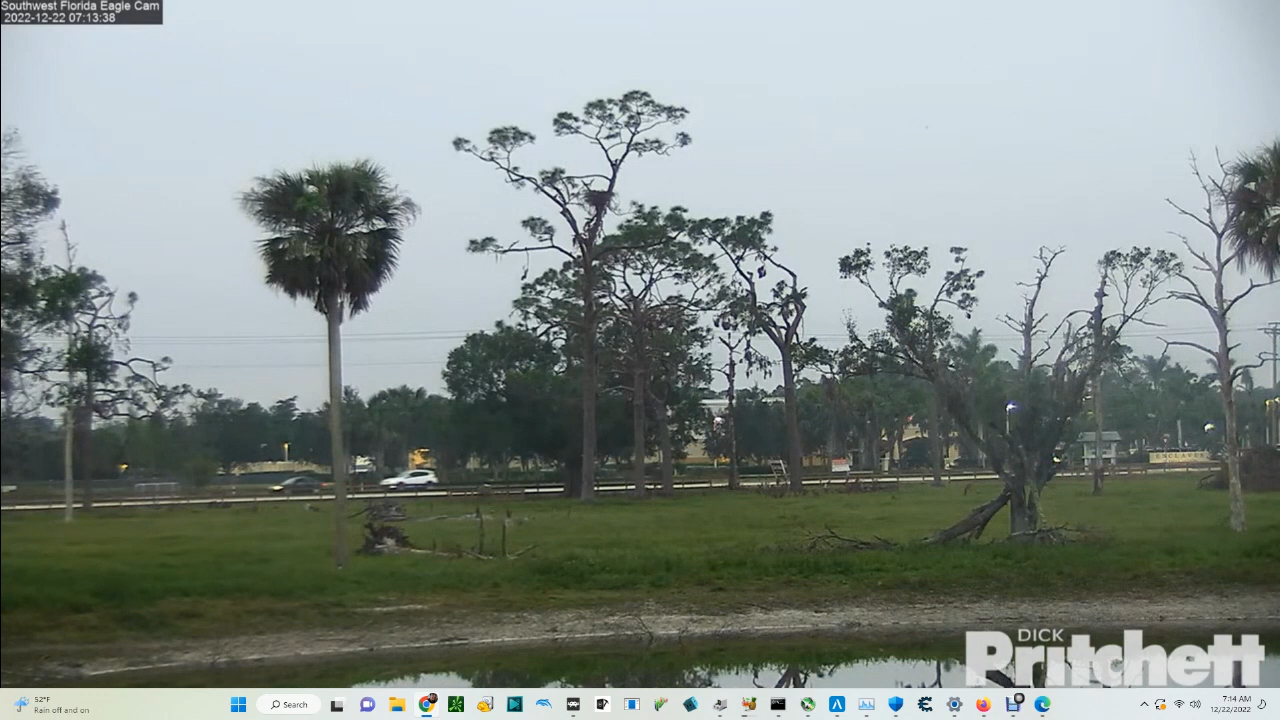 Southwest Florida Eagle Cam
2022-12-22 07:13:38
DICK
Pritchett
52°F
Rain off and on
Search
7:14 AM
12/22/2022